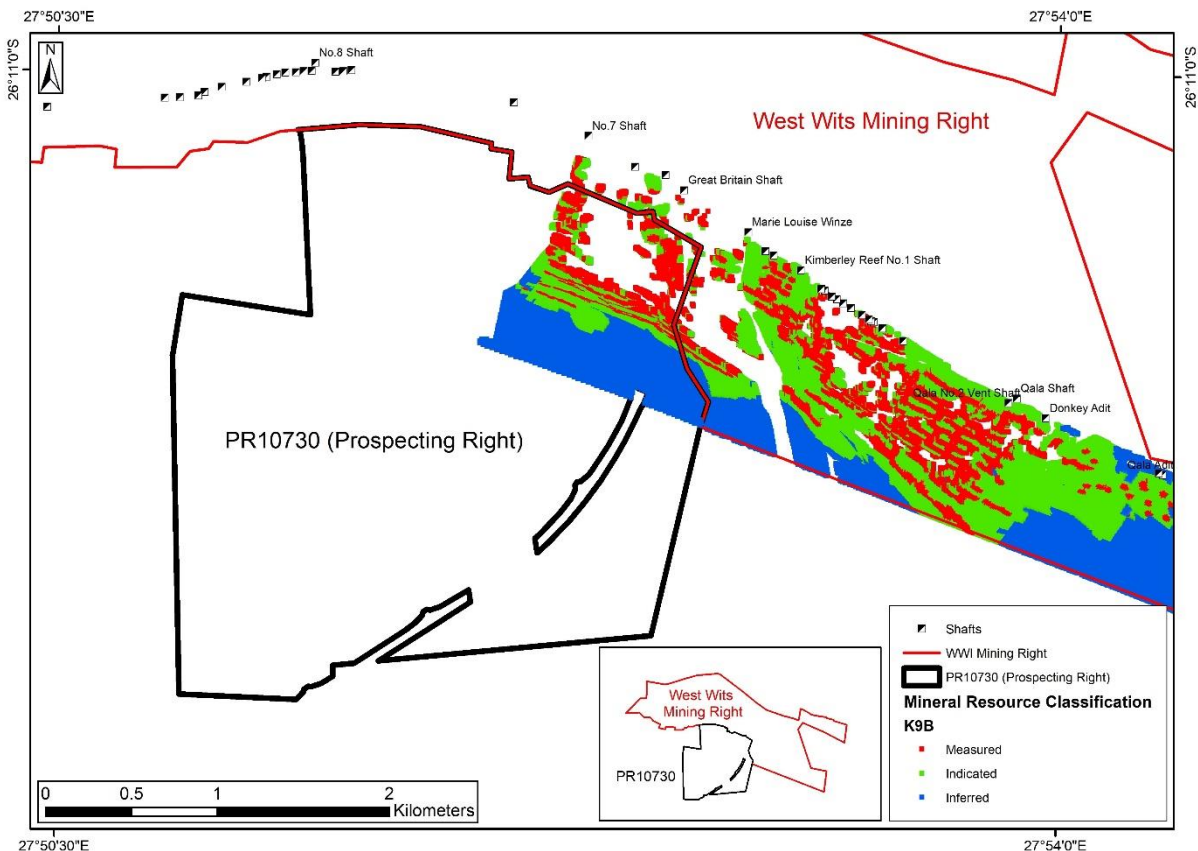 27°50'30"E
27°54'0"E
26°11'0"S
26°11'0"S
N
No.8 Shaft
No.7 Shaft
West Wits Mining Right
Great Britain Shaft
Marie Louise Winze
Kimberley Reef No.1 Shaft
Qala No.2 Vent Shaft
Qala Shaft
Donkey Adit
Qala Adit
PR10730 (Prospecting Right)
Shafts
WWI Mining Right
PR10730 (Prospecting Right)
Mineral Resource Classification
K9B
Measured
Indicated
Inferred
West Wits
Mining Right
PR10730
0 0.5 1 2
Kilometers
27°50'30"E
27°54'0"E